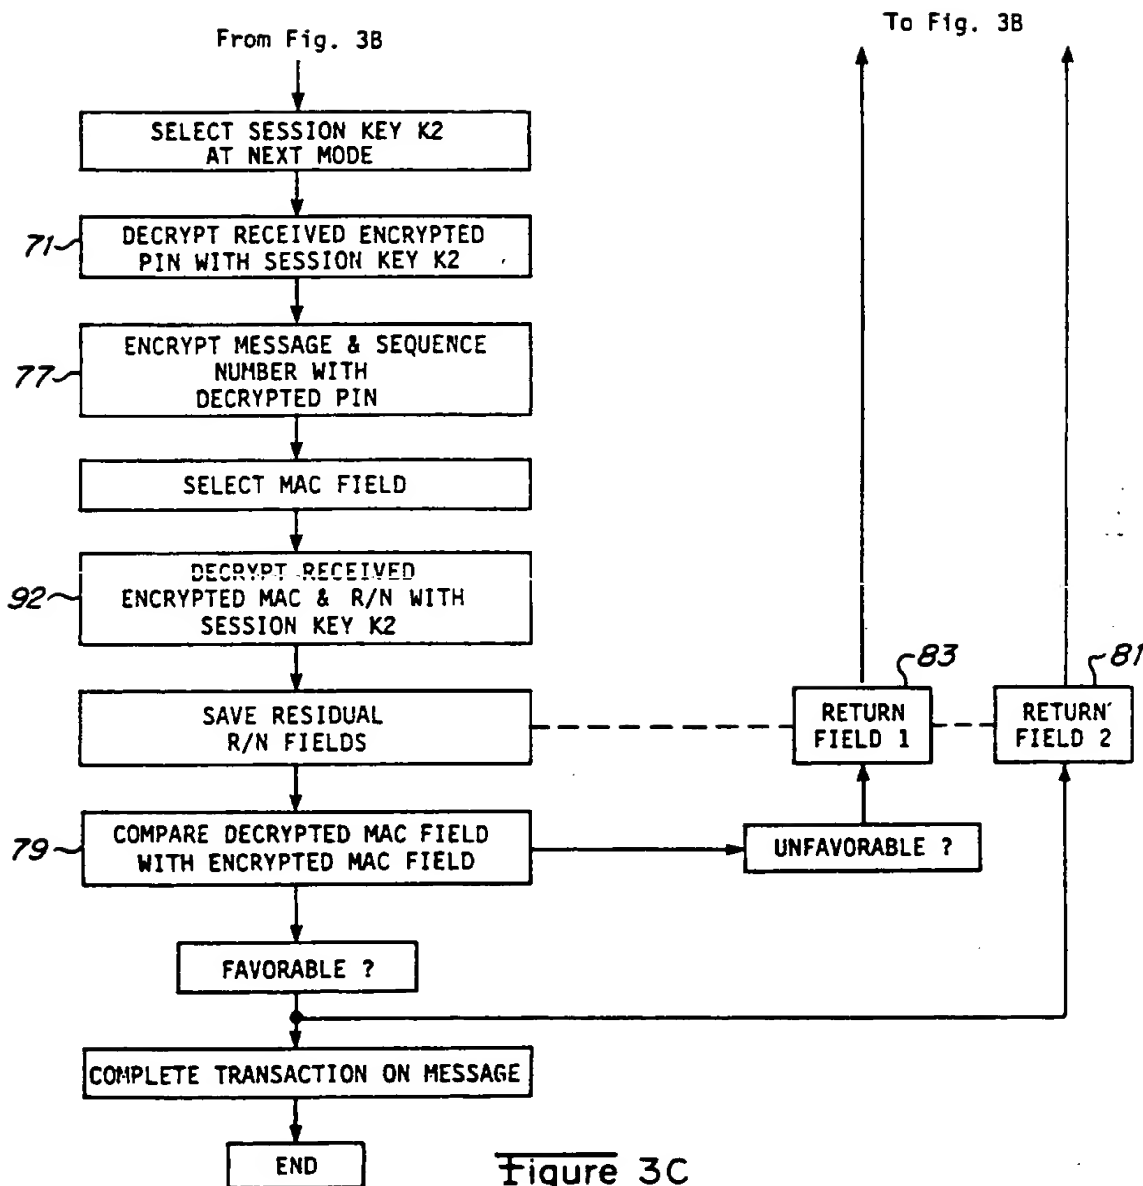 From Fig. 3B
To Fig. 3B
SELECT SESSION KEY K2
AT NEXT MODE
71
DECRYPT RECEIVED ENCRYPTED
PIN WITH SESSION KEY K2
77
ENCRYPT MESSAGE & SEQUENCE
NUMBER WITH
DECRYPTED PIN
SELECT MAC FIELD
92
DECRYPT RECEIVED
ENCRYPTED MAC & R/N WITH
SESSION KEY K2
SAVE RESIDUAL
R/N FIELDS
83
RETURN
FIELD 1
81
RETURN
FIELD 2
79
COMPARE DECRYPTED MAC FIELD
WITH ENCRYPTED MAC FIELD
UNFAVORABLE ?
FAVORABLE ?
COMPLETE TRANSACTION ON MESSAGE
END
Figure 3C